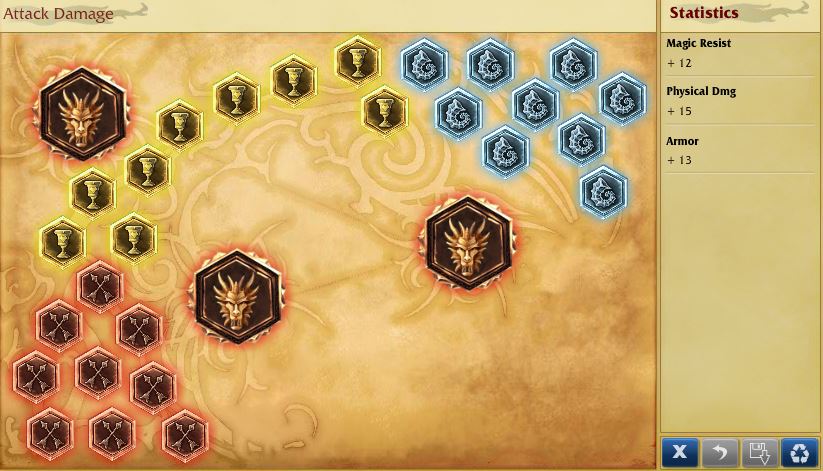 Attack Damage
Statistics
Magic Resist
+ 12
Physical Dmg
+ 15
Armor
+ 13